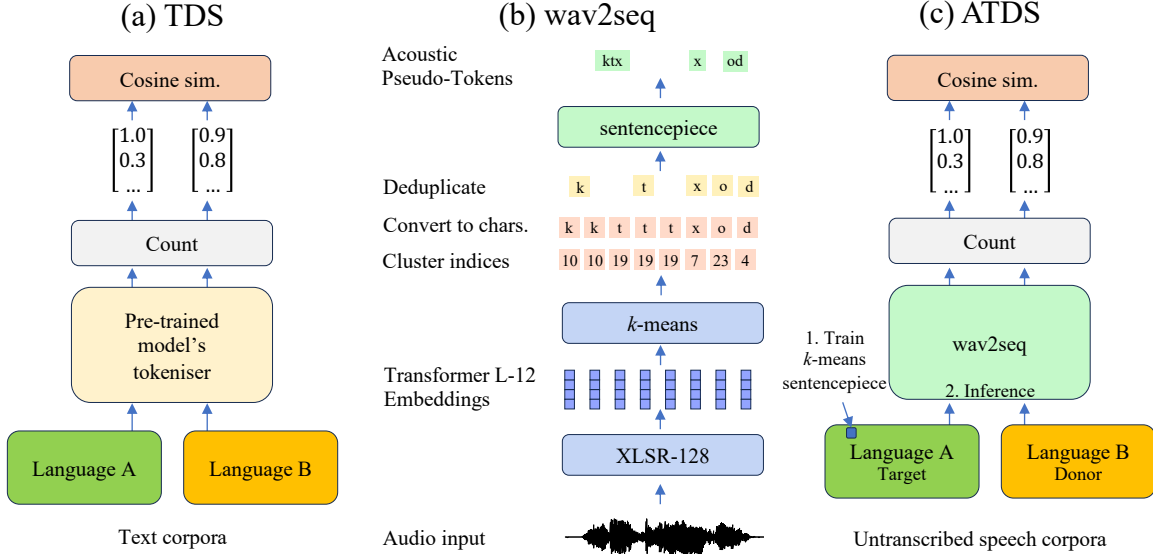 (a) TDS
Cosine sim.
[1.0 0.3 ...]
[0.9 0.8 ...]
Count
Pre-trained
model's
tokeniser
Language A
Language B
Text corpora
(b) wav2seq
Acoustic
Pseudo-Tokens
ktx x od
sentencepiece
Deduplicate
k t x o d
Convert to chars.
k k t t t x o d
Cluster indices
10 10 19 19 19 7 23 4
k-means
Transformer L-12
Embeddings
XLSR-128
Audio input
(c) ATDS
Cosine sim.
[1.0 0.3 ...]
[0.9 0.8 ...]
Count
wav2seq
1. Train
k-means
sentencepiece
2. Inference
Language A
Target
Language B
Donor
Untranscribed speech corpora